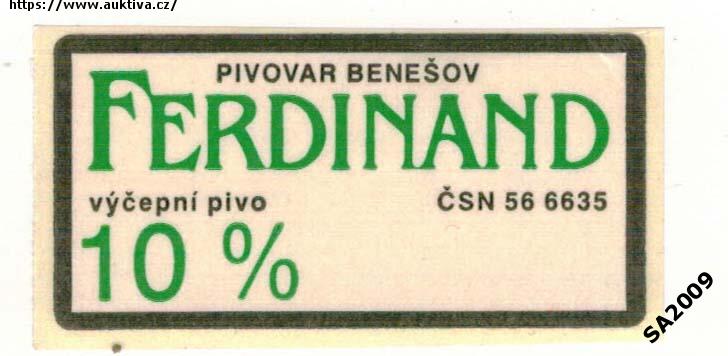 https://www.auktiva.cz/
PIVOVAR BENEŠOV
FERDINAND
výčepní pivo
ČSN 56 6635
10 %
SA2009